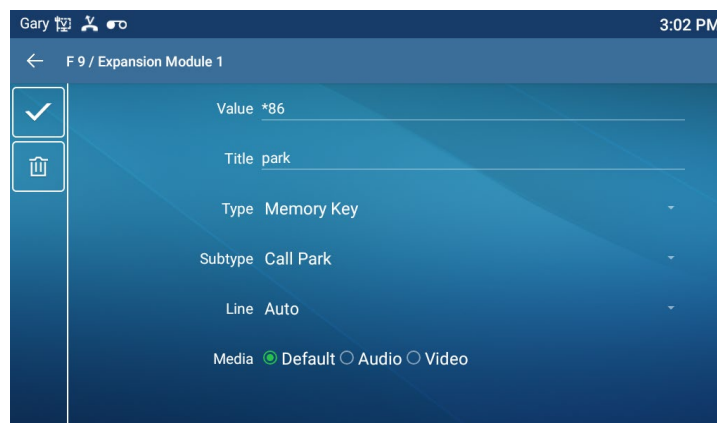 Gary 3:02 PM
F 9 / Expansion Module 1
Value *86
Title park
Type Memory Key
Subtype Call Park
Line Auto
Media Default Audio Video